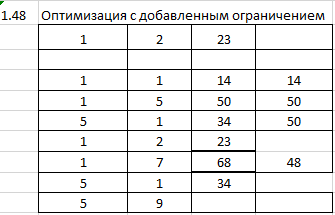 1.48 Оптимизация с добавленным ограничением
1 2 23
1 1 14 14
1 5 50 50
5 1 34 50
1 2 23
1 7 68 48
5 1 34
5 9